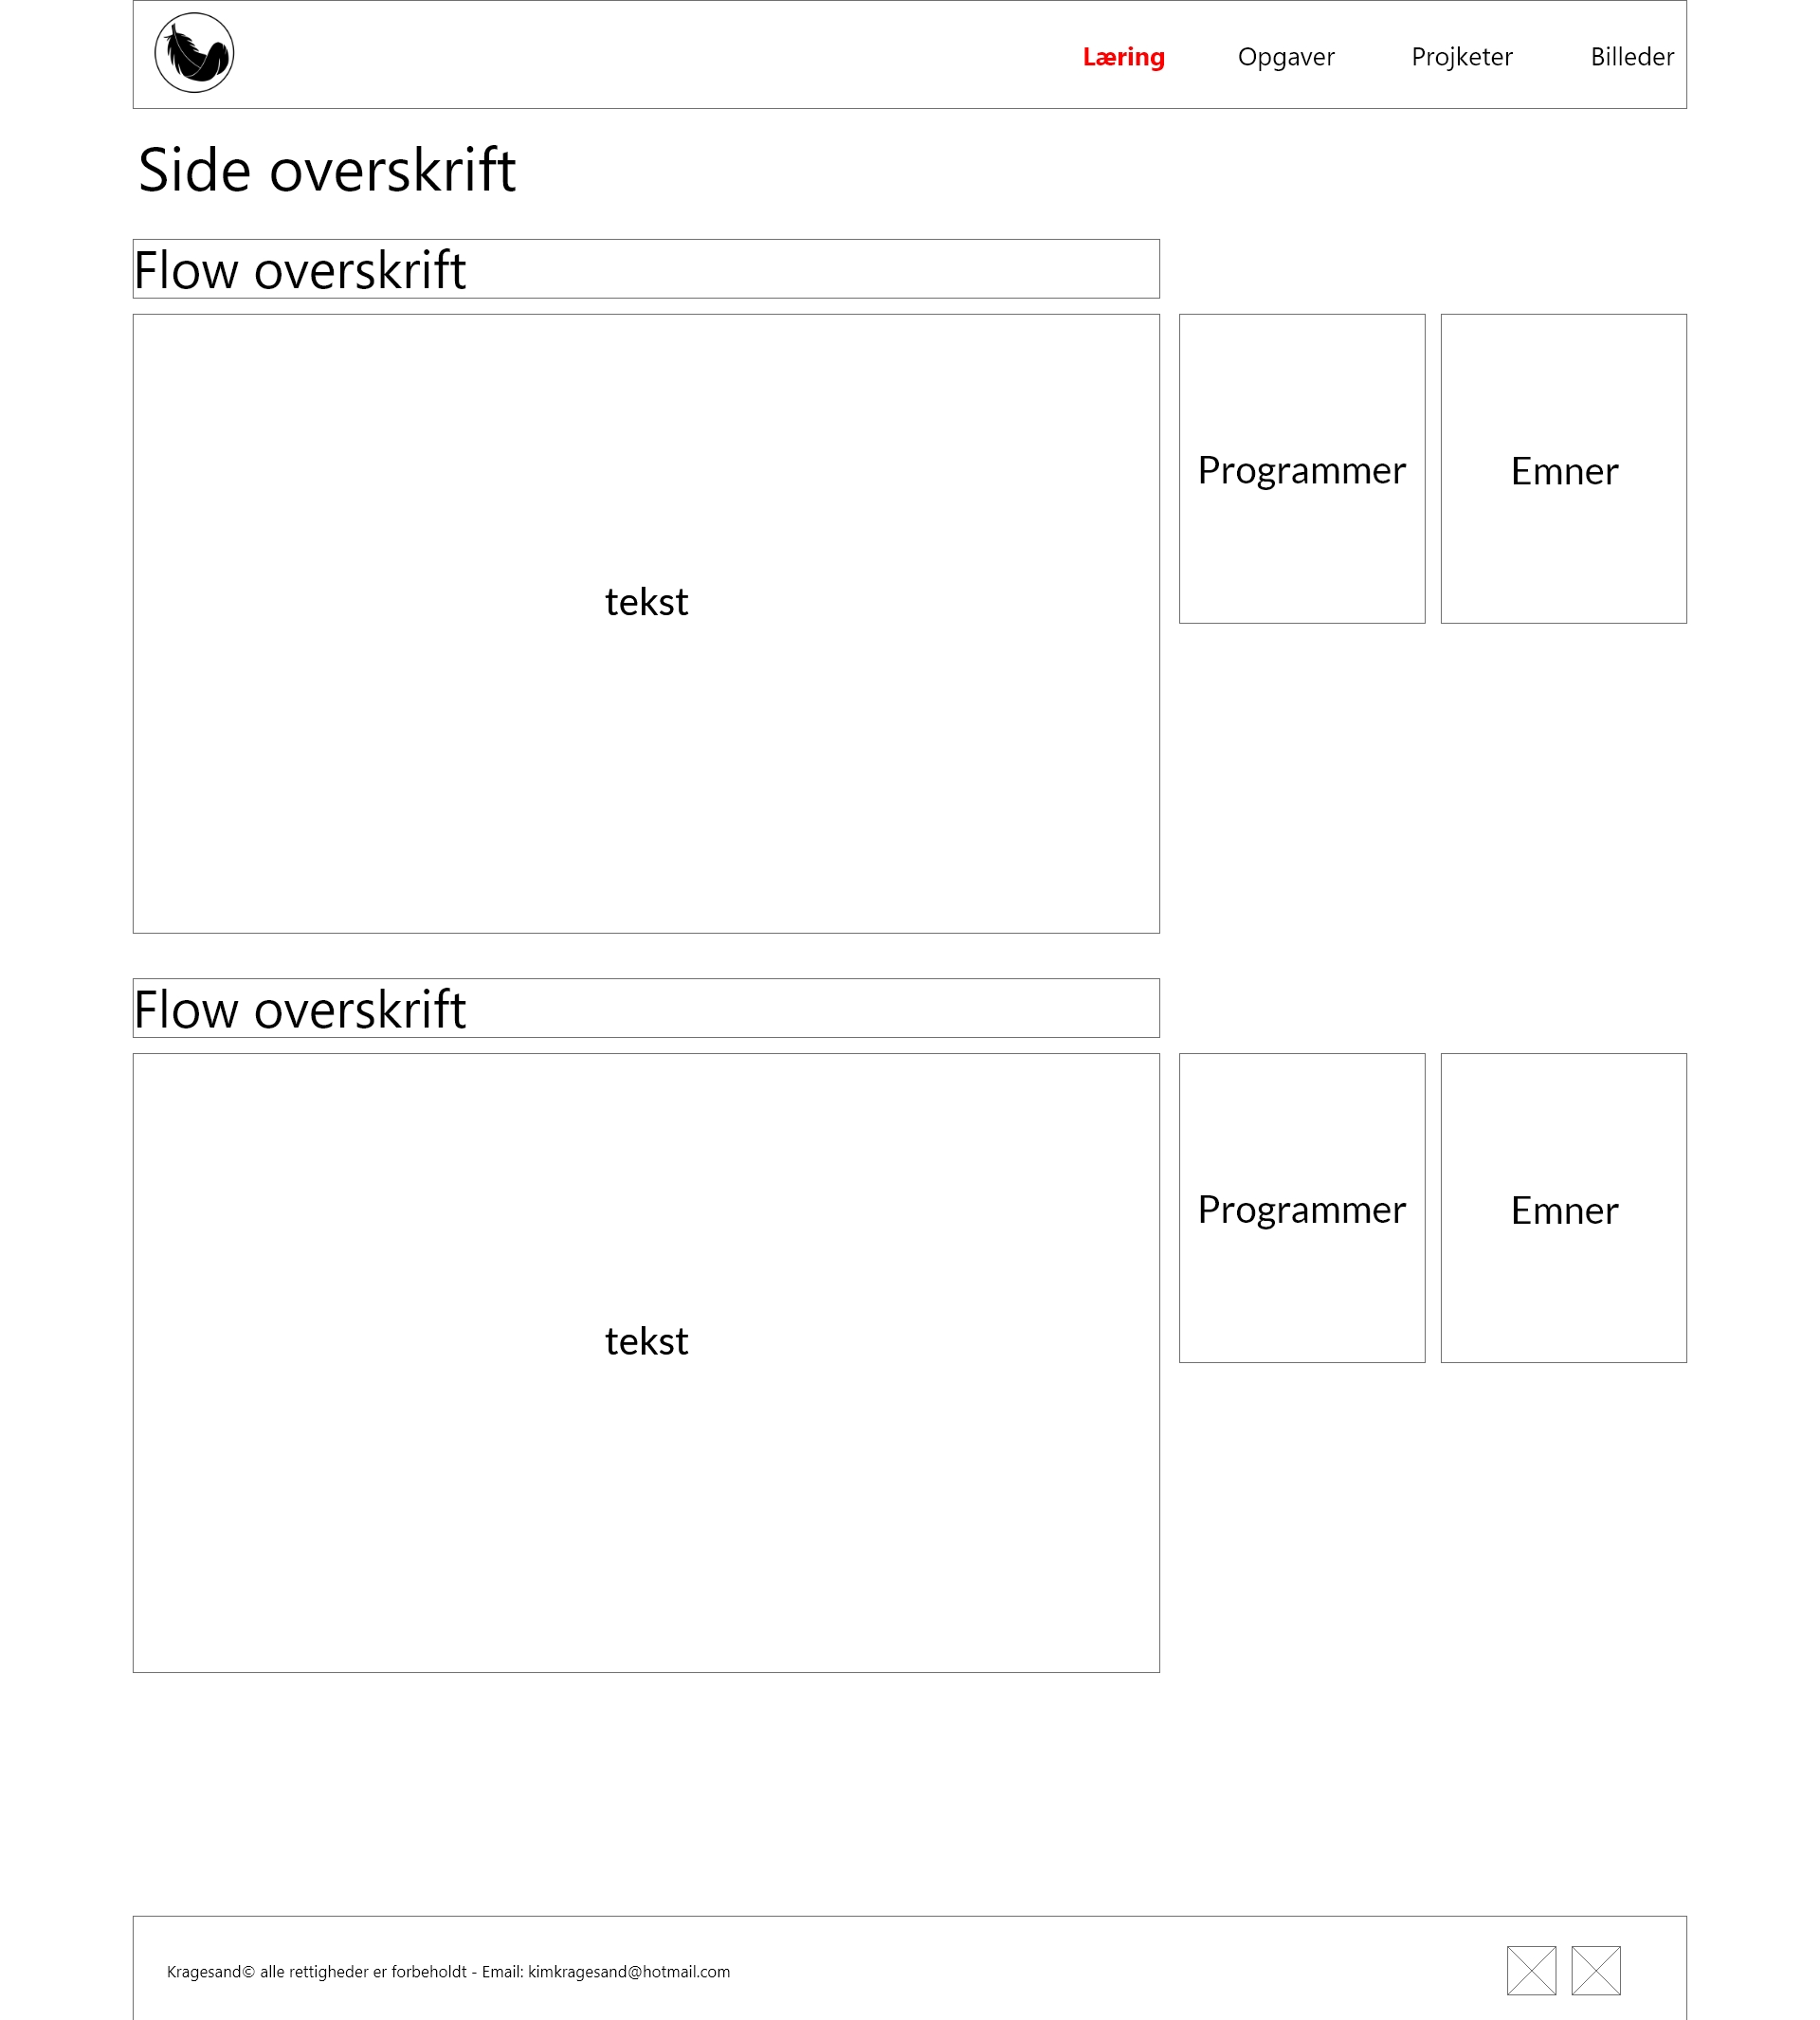 Læring Opgaver Projketer Billeder
Side overskrift
Flow overskrift
tekst
Programmer
Emner
Flow overskrift
tekst
Programmer
Emner
Kragesand© alle rettigheder er forbeholdt - Email: kimkragesand@hotmail.com